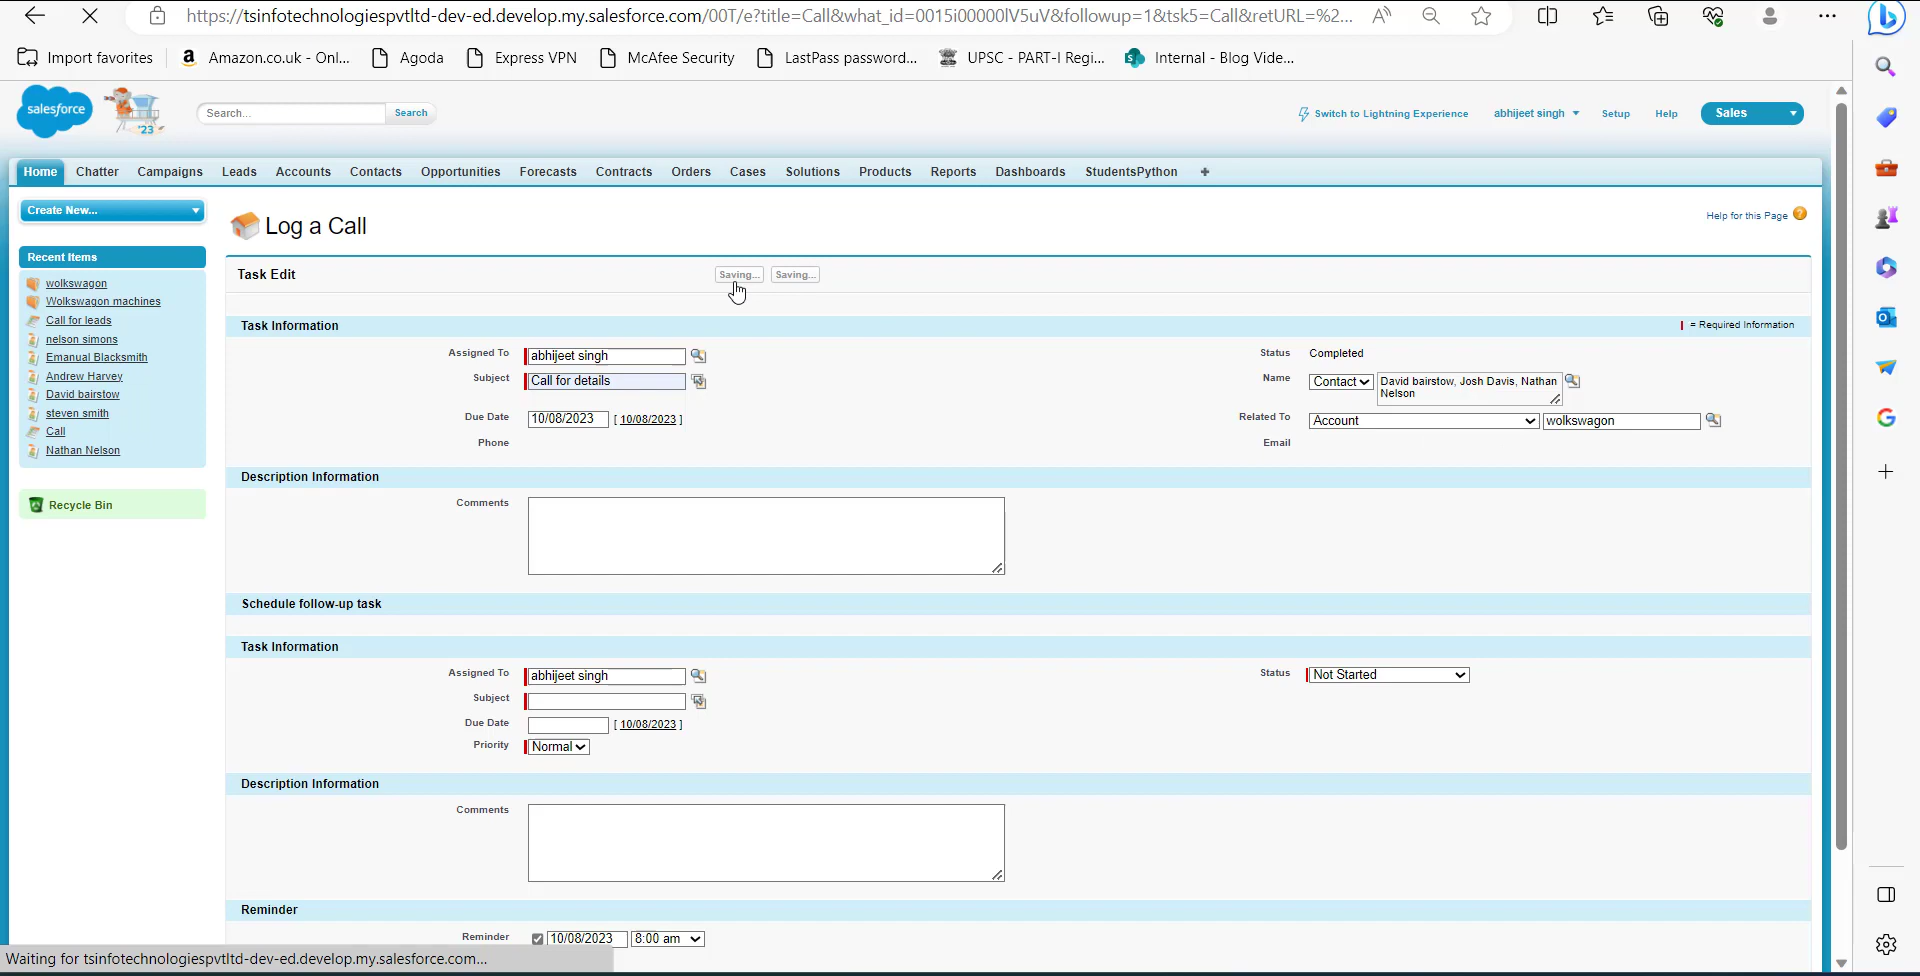 https://tsinfotechnologiespvtltd-dev-ed.develop.my.salesforce.com/00T/e?title=Call&what_id=0015i00000lV5uV&followup=1&tsk5=Call&retURL=%2...
Import favorites
Amazon.co.uk - Onl...
Agoda
Express VPN
McAfee Security
LastPass password...
UPSC - PART-I Regi...
Internal - Blog Vide...
salesforce
'23
Search...
Search
Switch to Lightning Experience
abhijeet singh
Setup
Help
Sales
Home
Chatter
Campaigns
Leads
Accounts
Contacts
Opportunities
Forecasts
Contracts
Orders
Cases
Solutions
Products
Reports
Dashboards
StudentsPython
Create New...
Recent Items
wolkswagon
Wolkswagon machines
Call for leads
nelson simons
Emanual Blacksmith
Andrew Harvey
David bairstow
steven smith
Call
Nathan Nelson
Recycle Bin
Log a Call
Help for this Page
Task Edit
Saving...
Saving...
Task Information
= Required Information
Assigned To abhijeet singh
Status Completed
Subject Call for details
Name Contact David bairstow, Josh Davis, Nathan
Nelson
Due Date 10/08/2023 [ 10/08/2023 ]
Related To Account wolkswagon
Phone
Email
Description Information
Comments
Schedule follow-up task
Task Information
Assigned To abhijeet singh
Status Not Started
Subject
Due Date [ 10/08/2023 ]
Priority Normal
Description Information
Comments
Reminder
Reminder 10/08/2023 8:00 am
Waiting for tsinfotechnologiespvtltd-dev-ed.develop.my.salesforce.com...